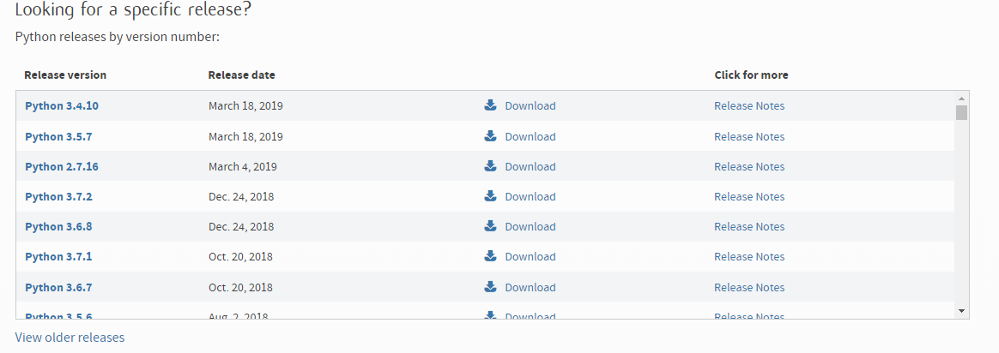 Looking for a specific release?
Python releases by version number:
Release version Release date Click for more
Python 3.4.10 March 18, 2019 Download Release Notes
Python 3.5.7 March 18, 2019 Download Release Notes
Python 2.7.16 March 4, 2019 Download Release Notes
Python 3.7.2 Dec. 24, 2018 Download Release Notes
Python 3.6.8 Dec. 24, 2018 Download Release Notes
Python 3.7.1 Oct. 20, 2018 Download Release Notes
Python 3.6.7 Oct. 20, 2018 Download Release Notes
Python 3.5.6 Aug. 2, 2018 Download Release Notes
View older releases